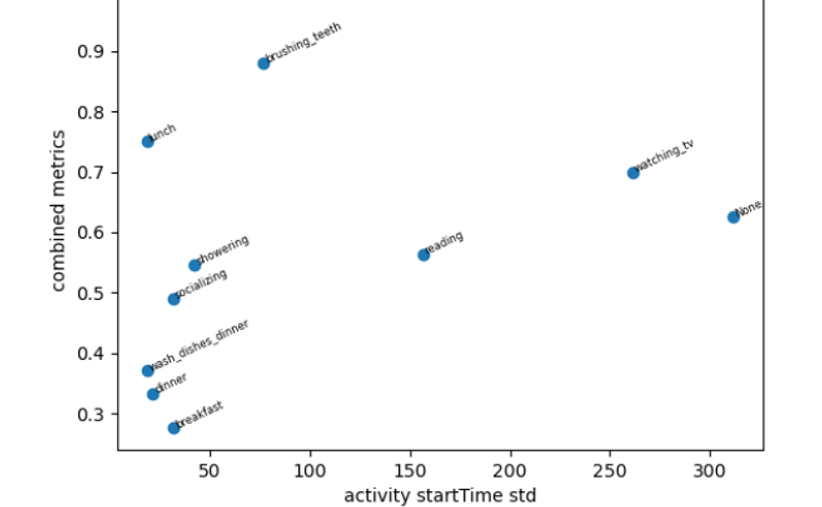 0.9
0.8
0.7
0.6
0.5
0.4
0.3
combined metrics
brushing_teeth
lunch
watching_tv
None
showering
reading
socializing
wash_dishes_dinner
dinner
breakfast
50 100 150 200 250 300
activity startTime std